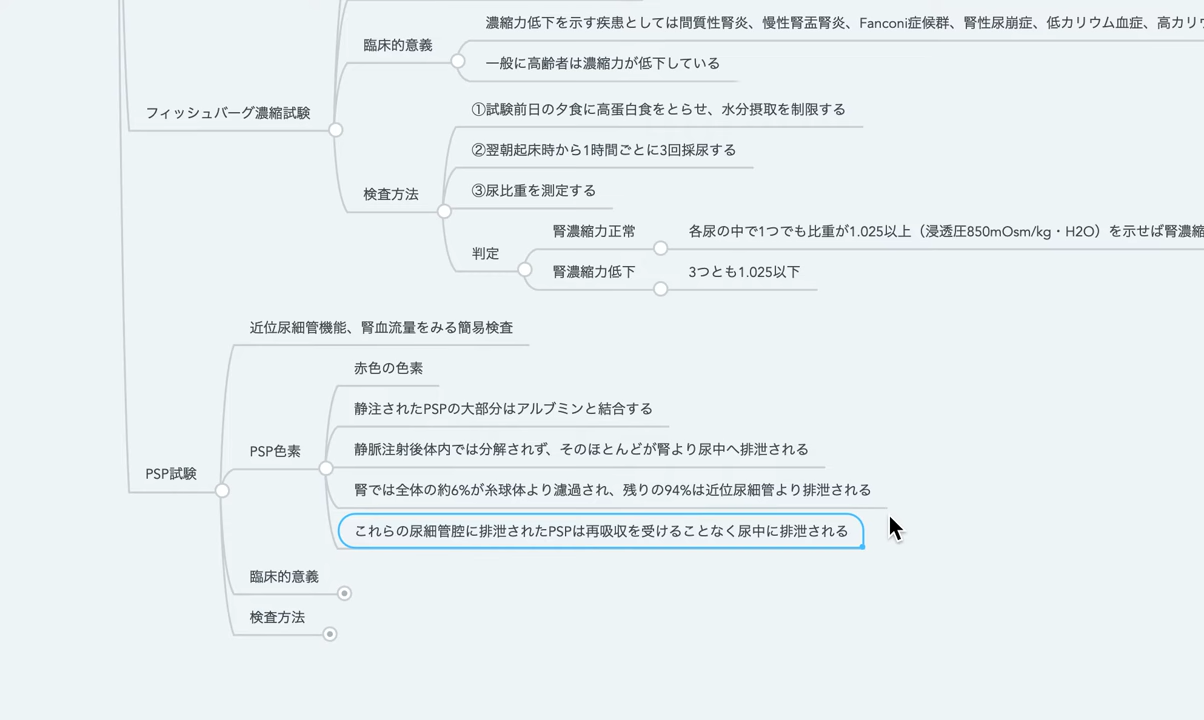 濃縮力低下を示す疾患としては間質性腎炎、慢性腎盂腎炎、Fanconi症候群、腎性尿崩症、低カリウム血症、高カリウ
臨床的意義
一般に高齢者は濃縮力が低下している
フィッシュバーグ濃縮試験
①試験前日の夕食に高蛋白食をとらせ、水分摂取を制限する
②翌朝起床時から1時間ごとに3回採尿する
検査方法
③尿比重を測定する
腎濃縮力正常
各尿の中で1つでも比重が1.025以上（浸透圧850mOsm/kg・H2O）を示せば腎濃縮
判定
腎濃縮力低下
3つとも1.025以下
近位尿細管機能、腎血流量をみる簡易検査
赤色の色素
静注されたPSPの大部分はアルブミンと結合する
PSP色素
静脈注射後体内では分解されず、そのほとんどが腎より尿中へ排泄される
PSP試験
腎では全体の約6%が糸球体より濾過され、残りの94%は近位尿細管より排泄される
これらの尿細管腔に排泄されたPSPは再吸収を受けることなく尿中に排泄される
臨床的意義
検査方法